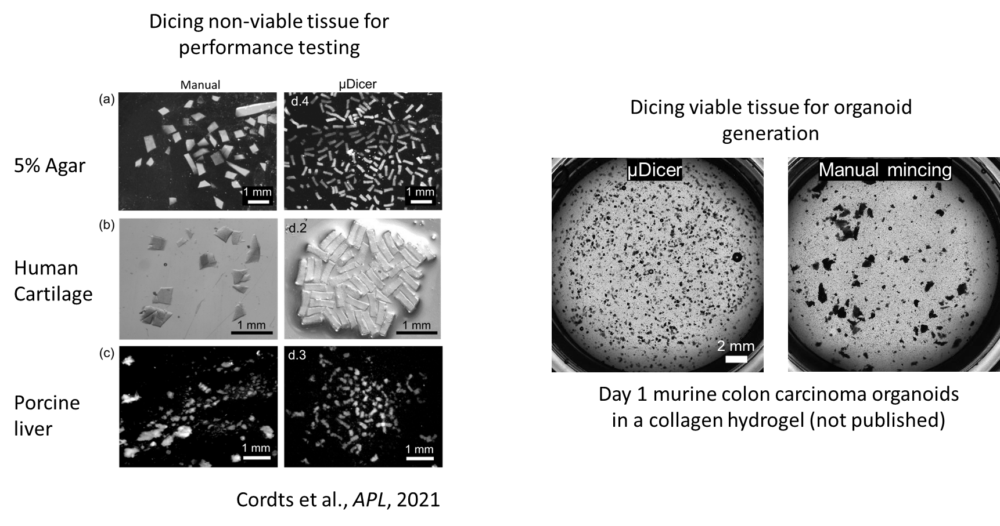 Dicing non-viable tissue for
performance testing
Manual
µDicer
(a)
d.4
5% Agar
1 mm
1 mm
(b)
d.2
Human
Cartilage
1 mm
1 mm
(c)
d.3
Porcine
liver
1 mm
1 mm
Cordts et al., APL, 2021
Dicing viable tissue for organoid
generation
µDicer
Manual mincing
2 mm
Day 1 murine colon carcinoma organoids
in a collagen hydrogel (not published)